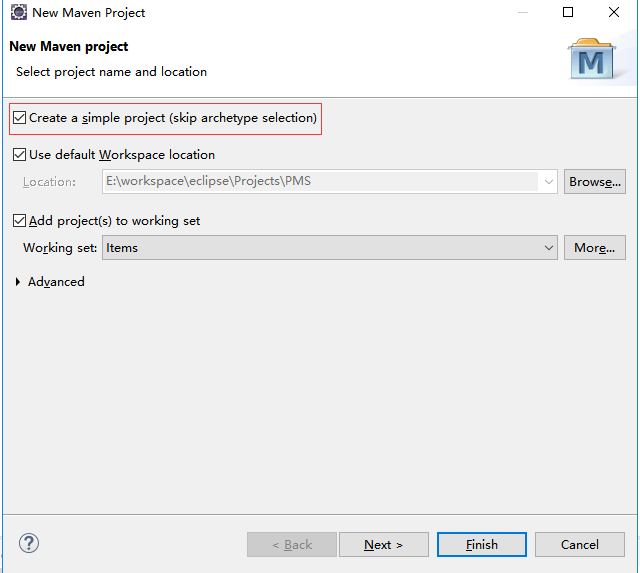 New Maven Project
New Maven project
Select project name and location
M
Create a simple project (skip archetype selection)
Use default Workspace location
Location: E:\workspace\eclipse\Projects\PMS Browse...
Add project(s) to working set
Working set: Items More...
Advanced
? < Back Next > Finish Cancel